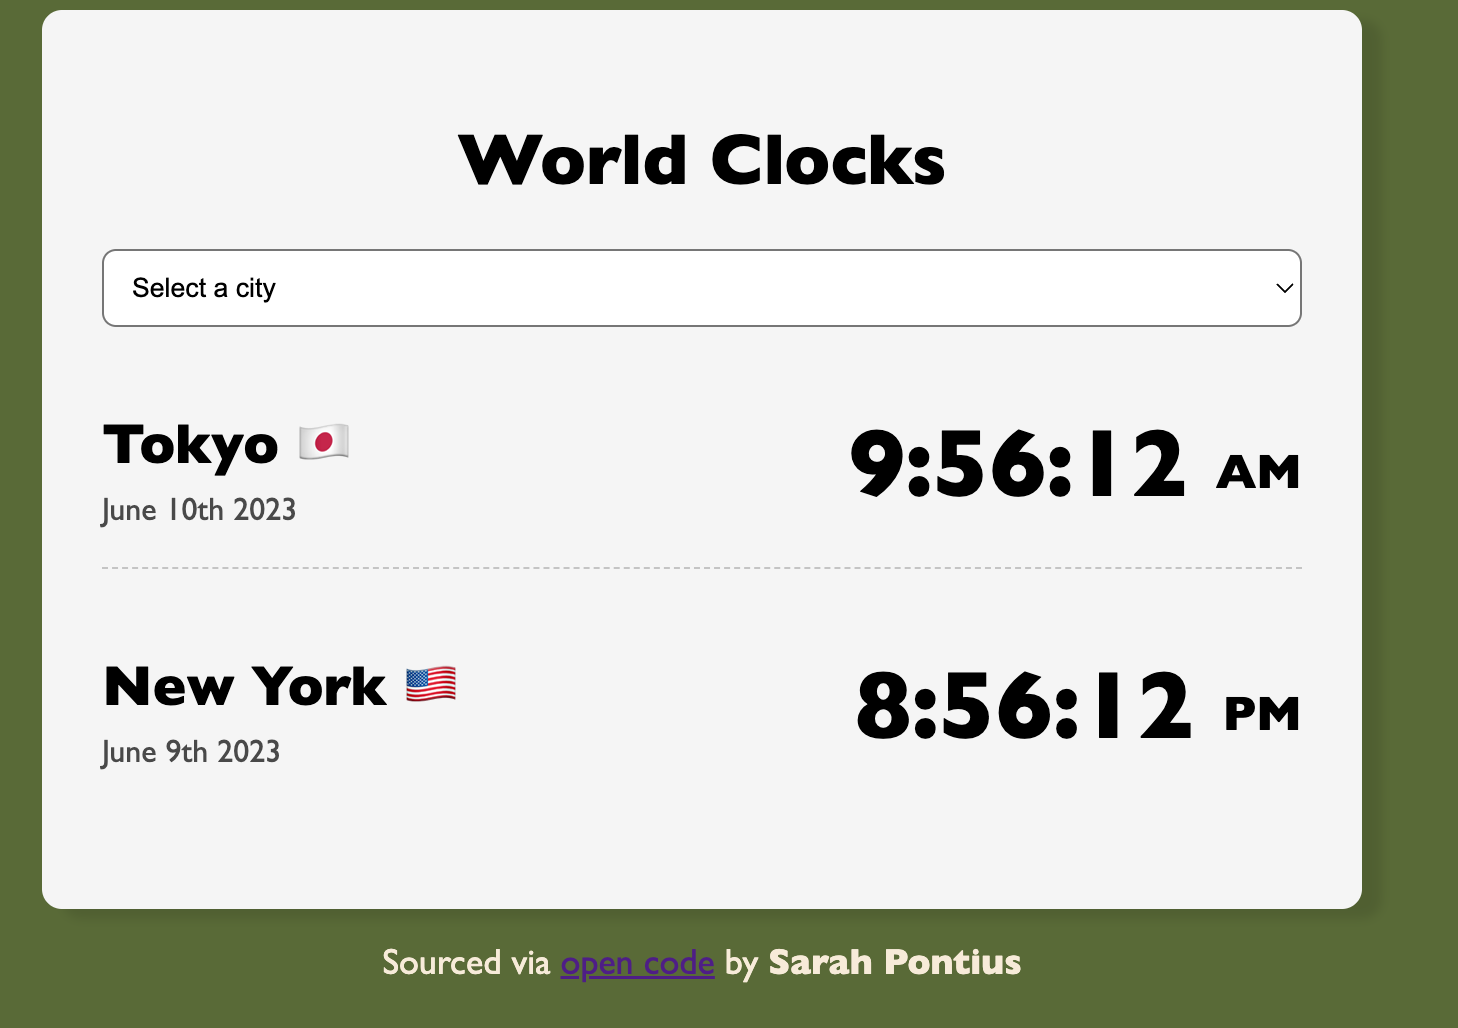 World Clocks
Select a city
Tokyo 🇯🇵
9:56:12 AM
June 10th 2023
New York 🇺🇸
8:56:12 PM
June 9th 2023
Sourced via open code by Sarah Pontius